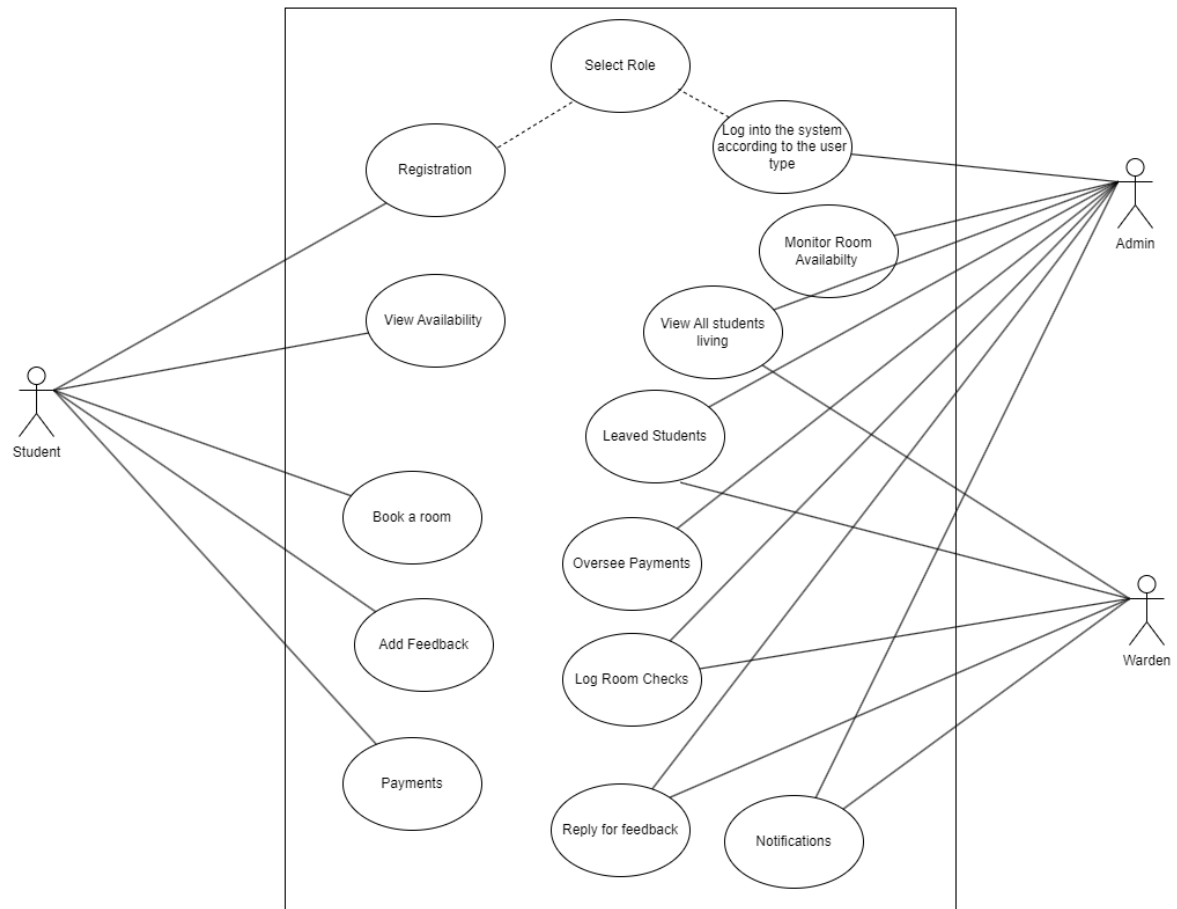 Select Role
Log into the system
according to the user
type
Registration
Monitor Room
Availabilty
Admin
View Availability
View All students
living
Student
Leaved Students
Book a room
Oversee Payments
Add Feedback
Log Room Checks
Warden
Payments
Reply for feedback
Notifications